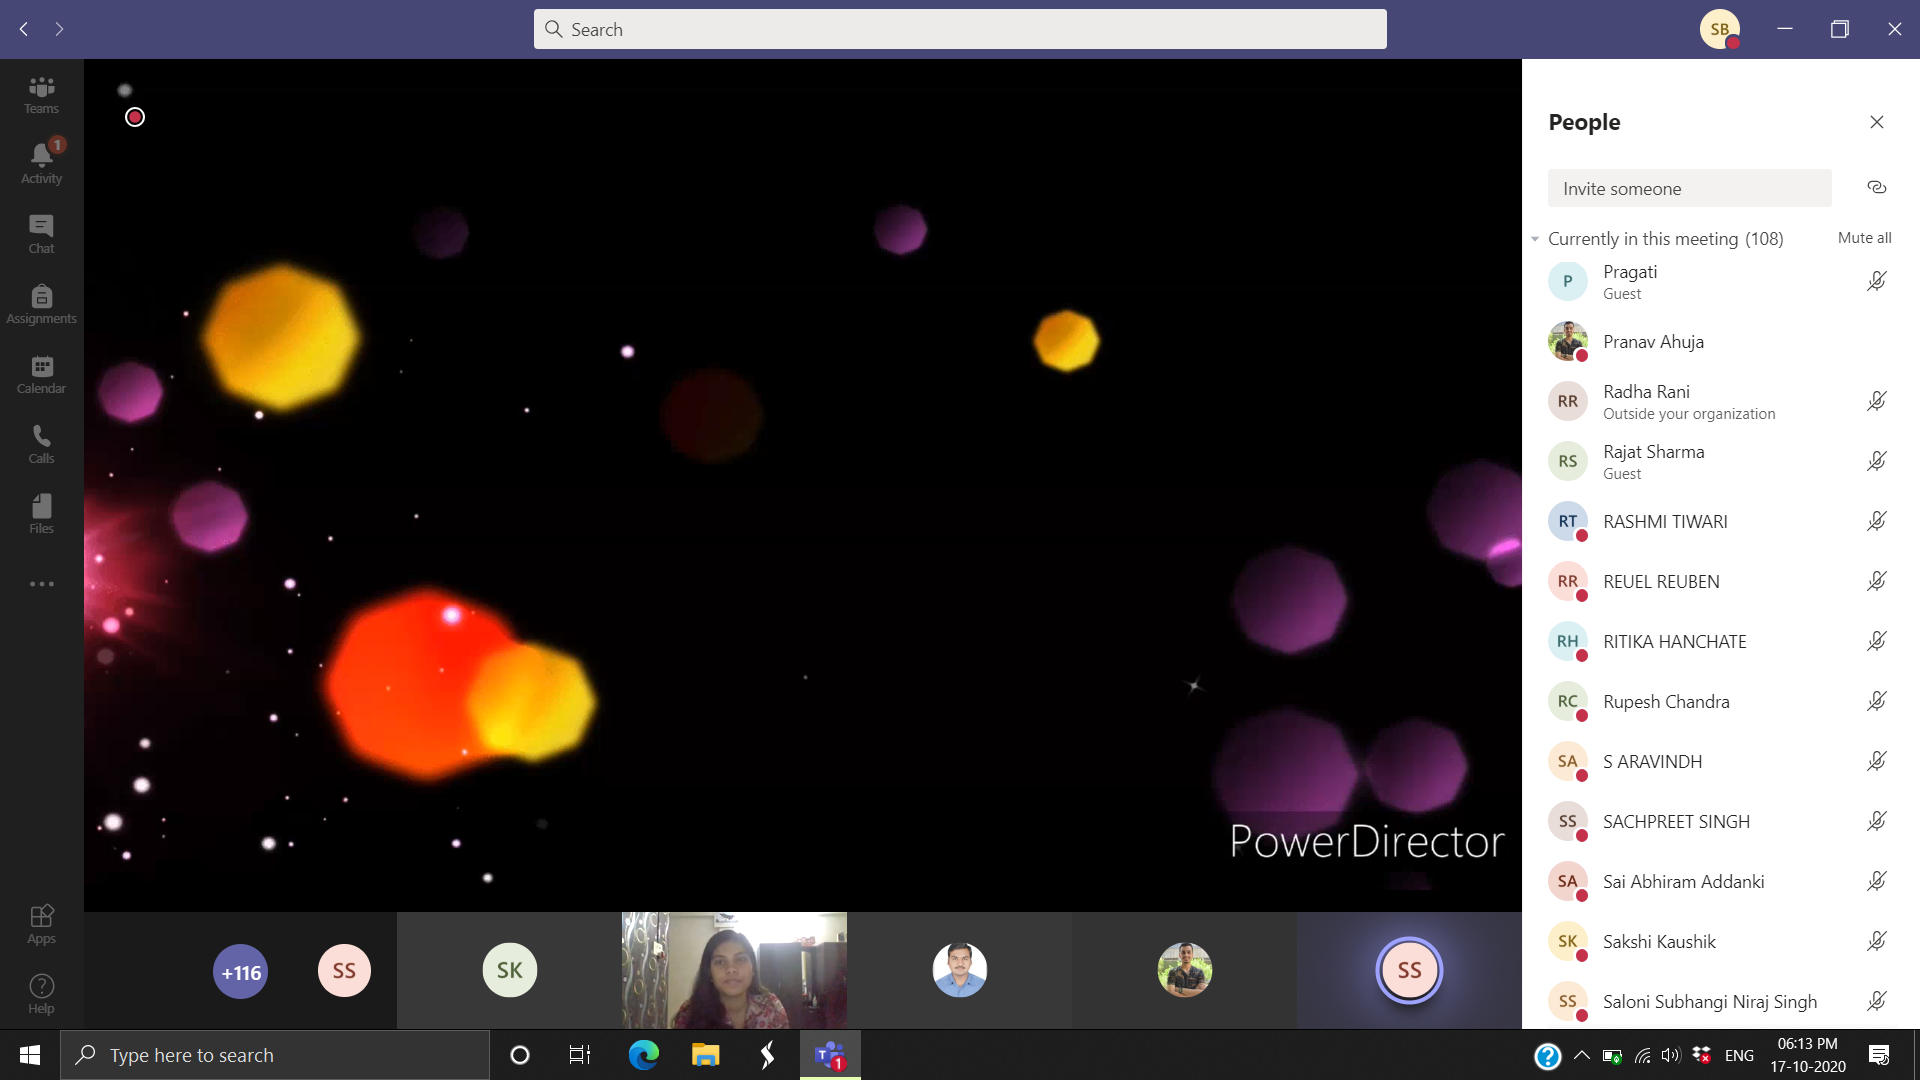 Search
SB
Teams
1
Activity
Chat
Assignments
Calendar
Calls
Files
Apps
Help
PowerDirector
+116
SS
SK
SS
People
Invite someone
Currently in this meeting (108)
Mute all
P
Pragati
Guest
Pranav Ahuja
RR
Radha Rani
Outside your organization
RS
Rajat Sharma
Guest
RT
RASHMI TIWARI
RR
REUEL REUBEN
RH
RITIKA HANCHATE
RC
Rupesh Chandra
SA
S ARAVINDH
SS
SACHPREET SINGH
SA
Sai Abhiram Addanki
SK
Sakshi Kaushik
SS
Saloni Subhangi Niraj Singh
Type here to search
T
1
?
ENG
06:13 PM
17-10-2020